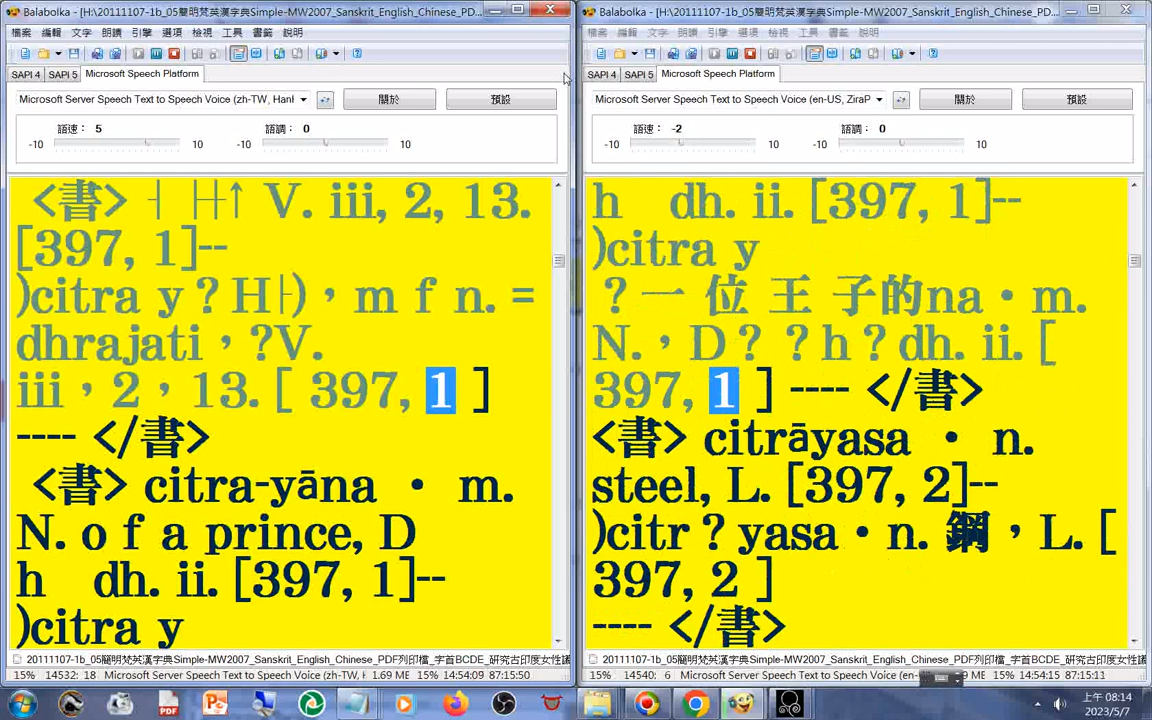 Balabolka - [H:\20111107-1b_05簡明梵英漢字典Simple-MW2007_Sanskrit_English_Chinese_PD...
檔案 編輯 文字 朗讀 引擎 選項 檢視 工具 書籤 說明
SAPI 4 SAPI 5 Microsoft Speech Platform
Microsoft Server Speech Text to Speech Voice (zh-TW, HanH
關於 預設
語速： 5 語調： 0
-10 10 -10 10
<書> ┤ ├┼↑ V. iii, 2, 13.
[397, 1]--
)citra y？H├)，m f n. =
dhrajati，?V.
iii，2，13. [ 397, 1 ]
---- </書>
<書> citra-yāna • m.
N. o f a prince, D
h dh. ii. [397, 1]--
)citra y
20111107-1b_05簡明梵英漢字典Simple-MW2007_Sanskrit_English_Chinese_PDF列印檔_字首BCDE_研究古印度女性議
15% 14532: 18 Microsoft Server Speech Text to Speech Voice (zh-TW, 1.69 MB 15% 14:54:09 87:15:50
Balabolka - [H:\20111107-1b_05簡明梵英漢字典Simple-MW2007_Sanskrit_English_Chinese_PD...
檔案 編輯 文字 朗讀 引擎 選項 檢視 工具 書籤 說明
SAPI 4 SAPI 5 Microsoft Speech Platform
Microsoft Server Speech Text to Speech Voice (en-US, ZiraP
關於 預設
語速： -2 語調： 0
-10 10 -10 10
h dh. ii. [397, 1]--
)citra y
？一 位 王 子的na•m.
N.，D？？h？dh. ii. [
397, 1 ] ---- </書>
<書> citrāyasa • n.
steel, L. [397, 2]--
)citr？yasa•n. 鋼，L. [
397, 2 ]
---- </書>
20111107-1b_05簡明梵英漢字典Simple-MW2007_Sanskrit_English_Chinese_PDF列印檔_字首BCDE_研究古印度女性議
15% 14540: 6 Microsoft Server Speech Text to Speech Voice (en-US, 15% 14:54:15 87:15:11
上午 08:14
2023/5/7